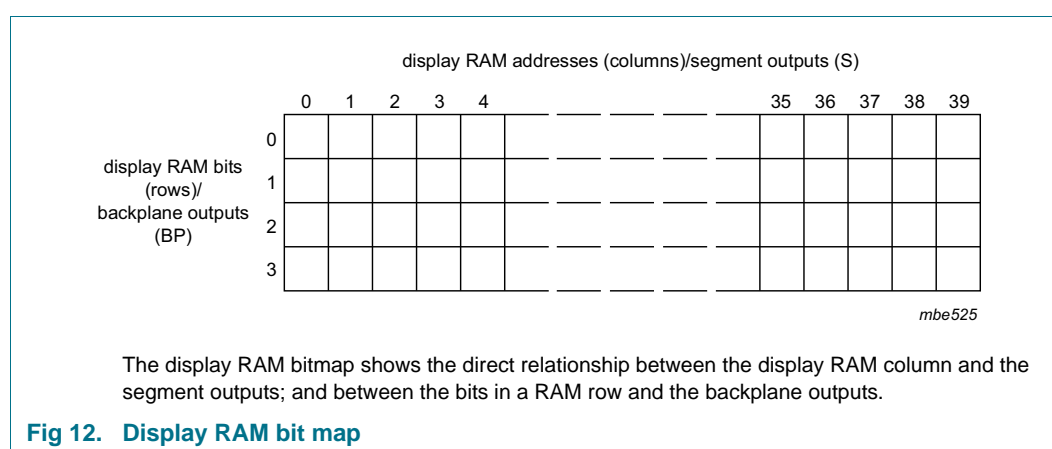 display RAM addresses (columns)/segment outputs (S)
0 1 2 3 4 35 36 37 38 39
0
display RAM bits
(rows)/
backplane outputs
(BP)
1
2
3
mbe525
The display RAM bitmap shows the direct relationship between the display RAM column and the
segment outputs; and between the bits in a RAM row and the backplane outputs.
Fig 12. Display RAM bit map